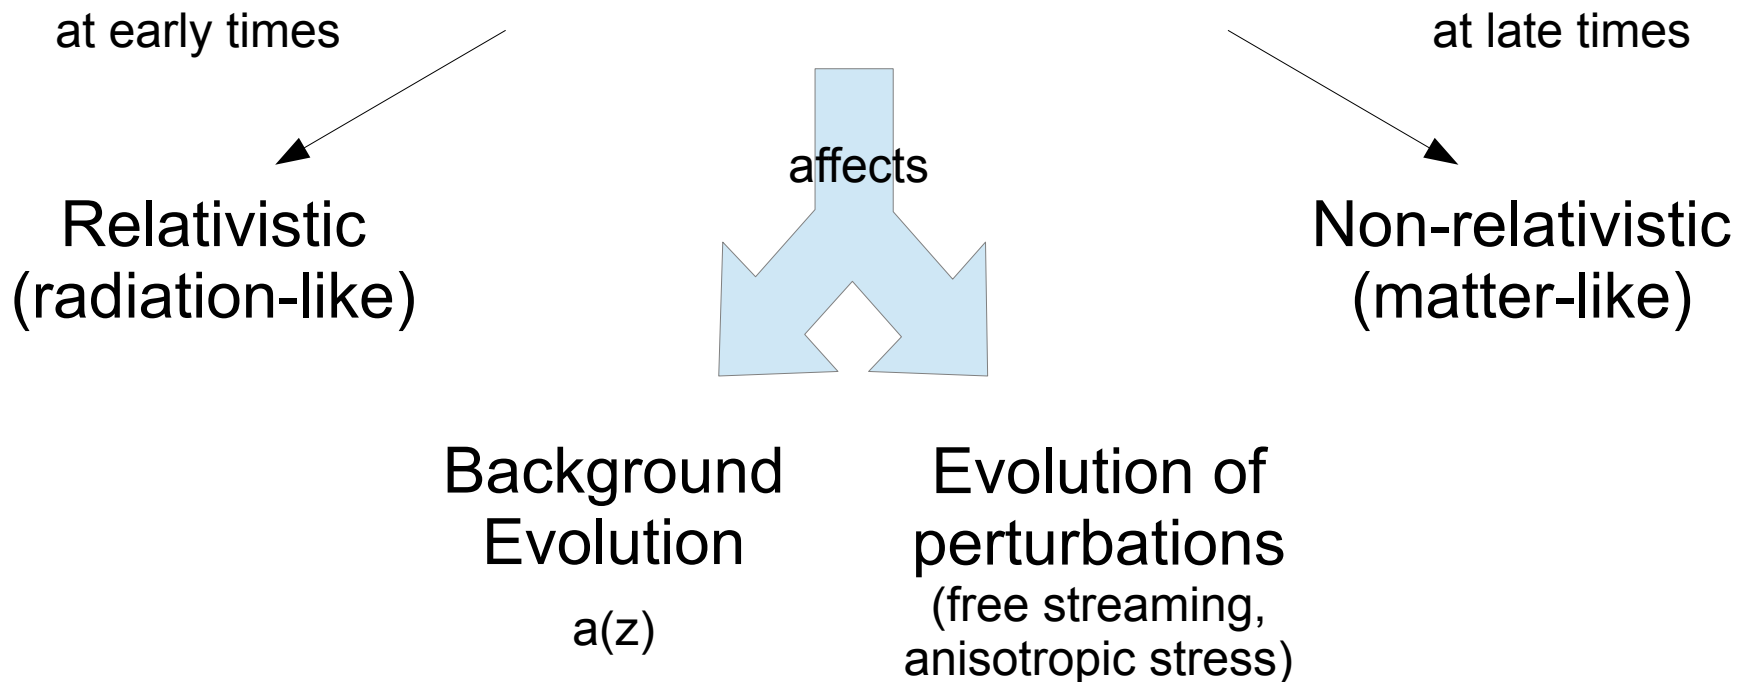 at early times
at late times
affects
Relativistic
(radiation-like)
Non-relativistic
(matter-like)
Background
Evolution
a(z)
Evolution of
perturbations
(free streaming,
anisotropic stress)